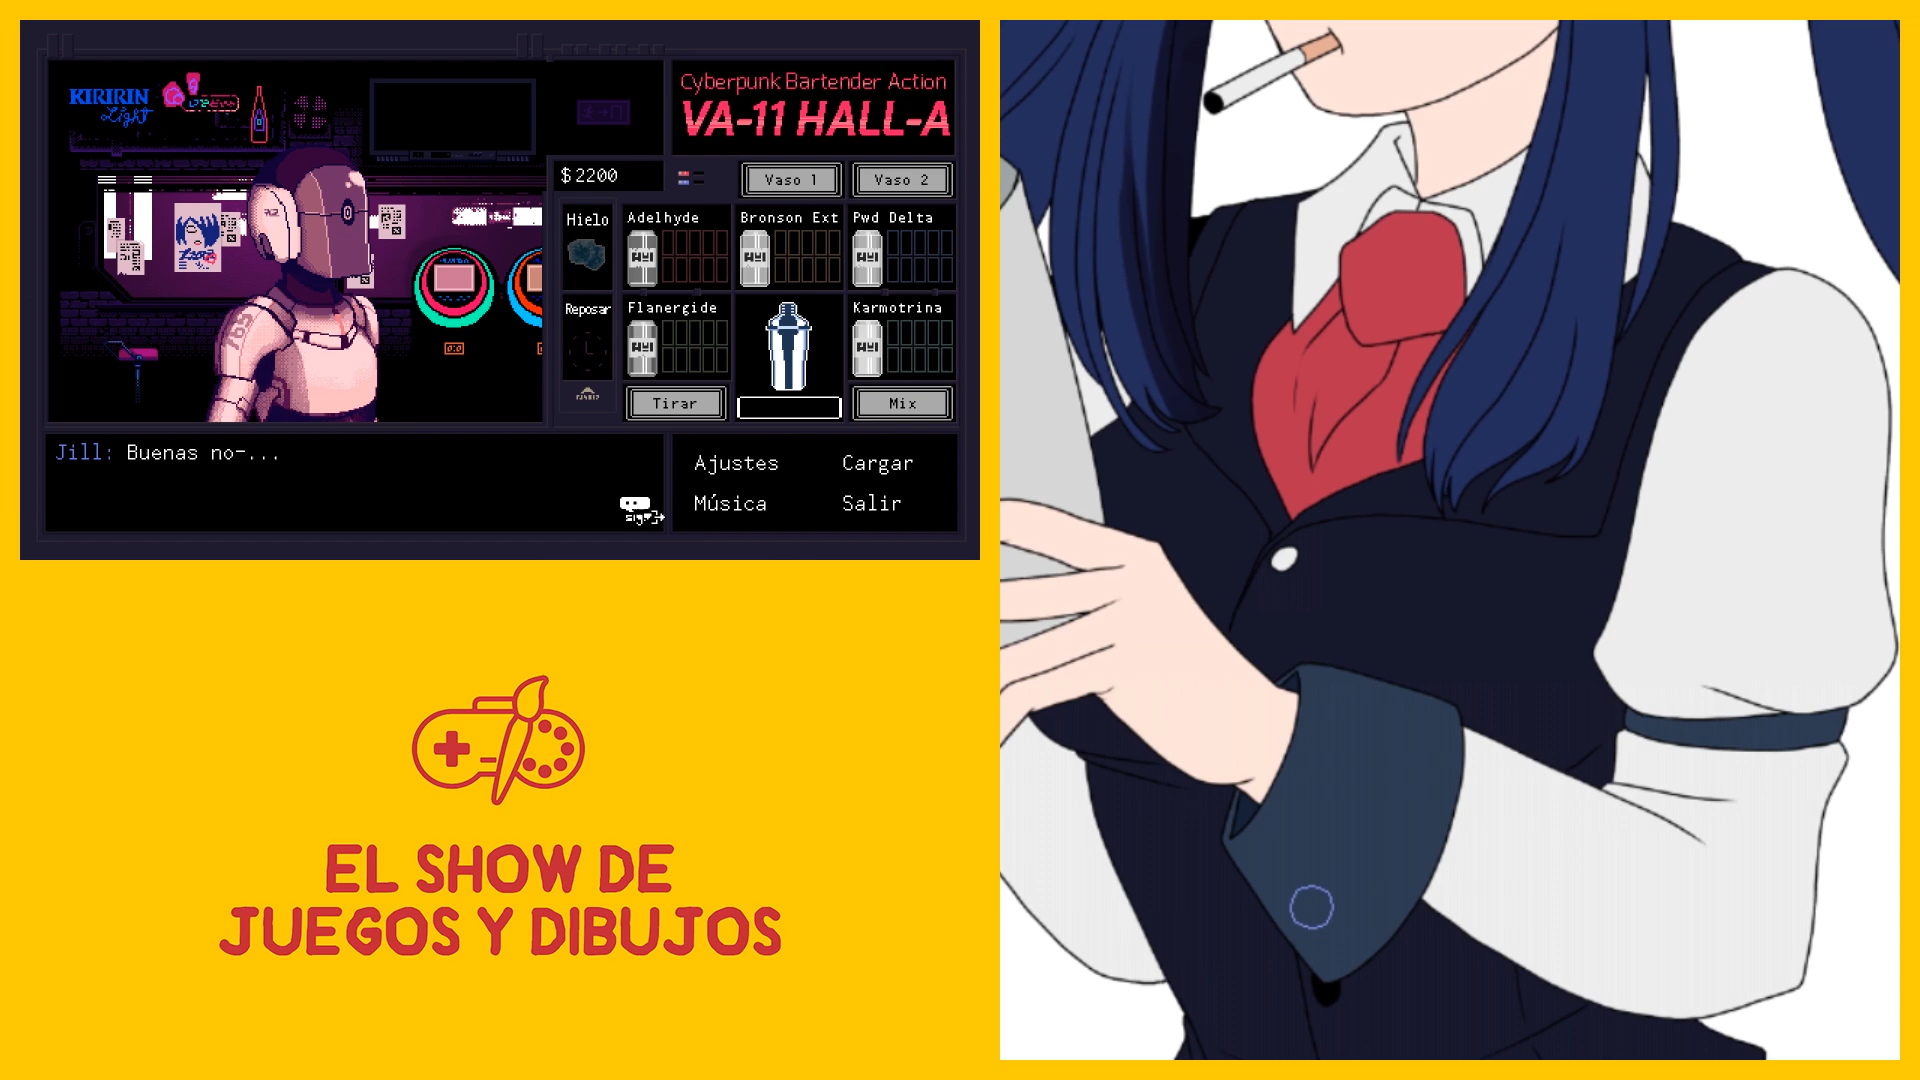 KIRIRIN
Light
Cyberpunk Bartender Action
VA-11 HALL-A
$ 2200
Vaso 1
Vaso 2
Hielo
Adelhyde
Bronson Ext
Pwd Delta
Reposar
Flanergide
Karmotrina
Tirar
Mix
Jill: Buenas no-...
Ajustes
Cargar
Música
Salir
EL SHOW DE
JUEGOS Y DIBUJOS